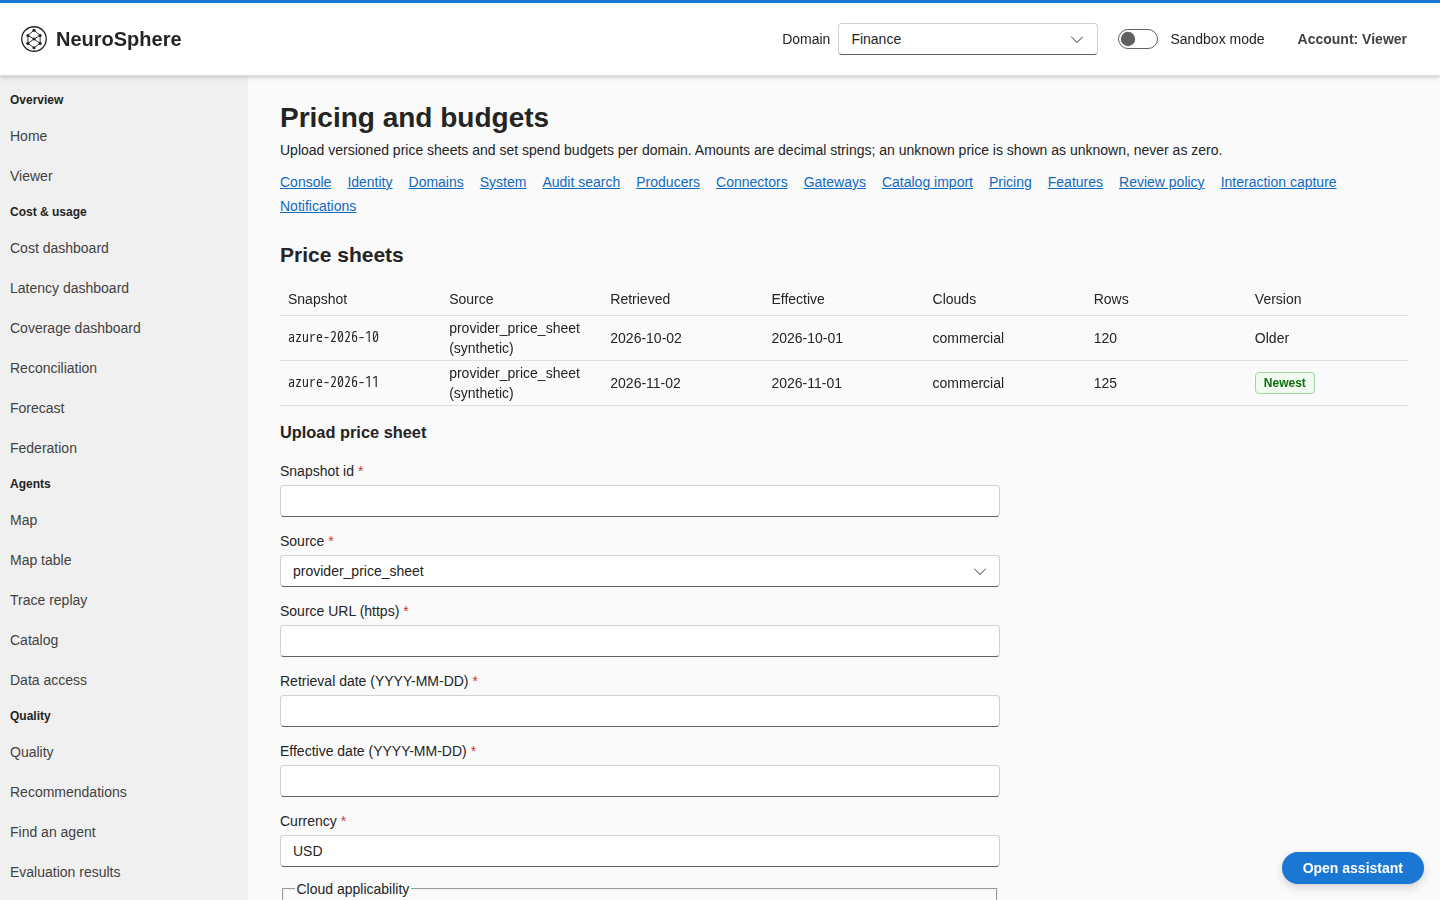 NeuroSphere
Domain
Finance
Sandbox mode
Account: Viewer
Overview
Home
Viewer
Cost & usage
Cost dashboard
Latency dashboard
Coverage dashboard
Reconciliation
Forecast
Federation
Agents
Map
Map table
Trace replay
Catalog
Data access
Quality
Quality
Recommendations
Find an agent
Evaluation results
Pricing and budgets
Upload versioned price sheets and set spend budgets per domain. Amounts are decimal strings; an unknown price is shown as unknown, never as zero.
Console Identity Domains System Audit search Producers Connectors Gateways Catalog import Pricing Features Review policy Interaction capture
Notifications
Price sheets
Snapshot Source Retrieved Effective Clouds Rows Version
azure-2026-10 provider_price_sheet (synthetic) 2026-10-02 2026-10-01 commercial 120 Older
azure-2026-11 provider_price_sheet (synthetic) 2026-11-02 2026-11-01 commercial 125 Newest
Upload price sheet
Snapshot id *
Source *
provider_price_sheet
Source URL (https) *
Retrieval date (YYYY-MM-DD) *
Effective date (YYYY-MM-DD) *
Currency *
USD
Cloud applicability
Open assistant